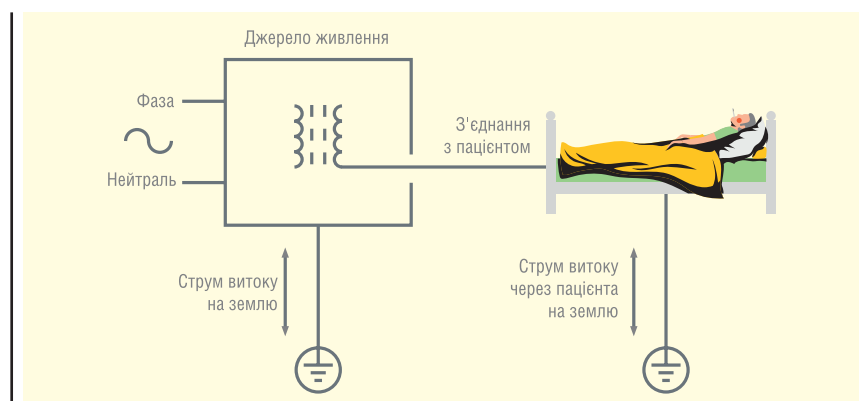 Джерело живлення
Фаза
Нейтраль
З'єднання
з пацієнтом
Струм витоку
на землю
Струм витоку
через пацієнта
на землю